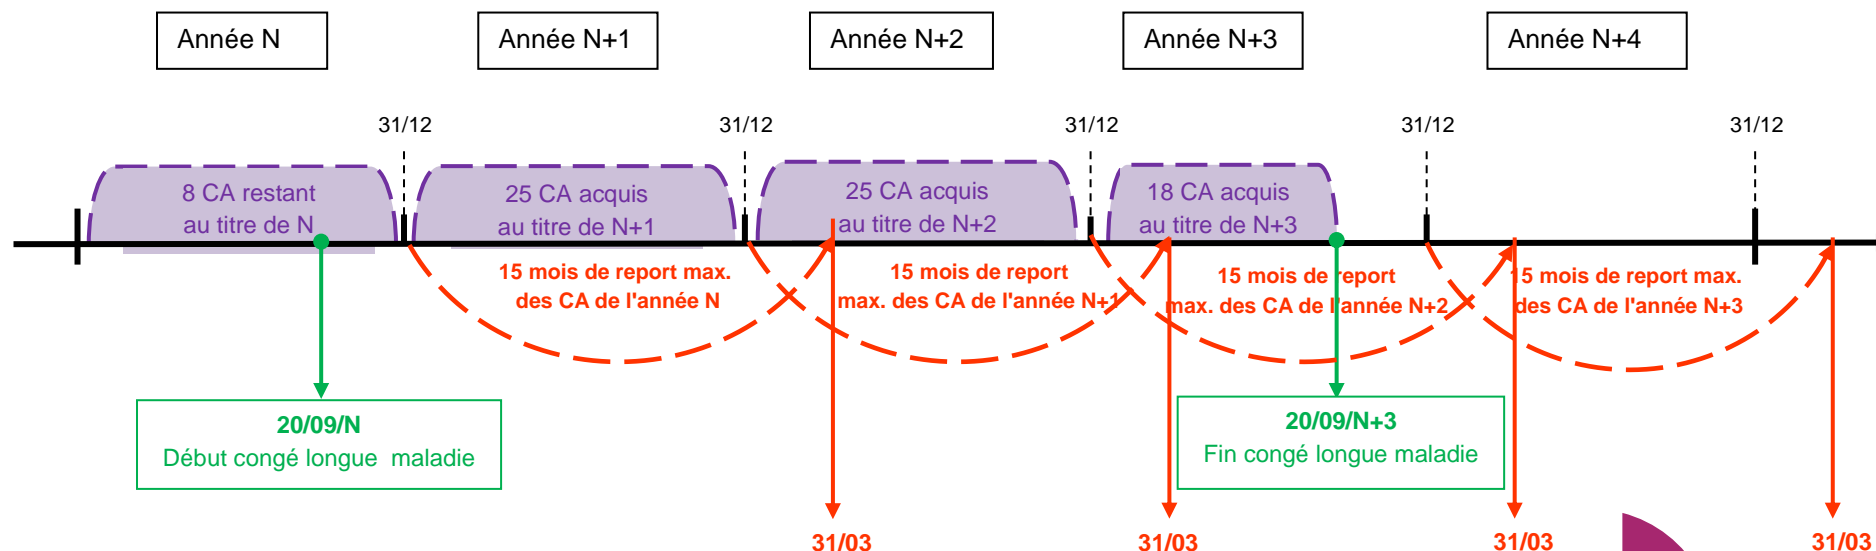 Année N
Année N+1
Année N+2
Année N+3
Année N+4
31/12
31/12
31/12
31/12
31/12
8 CA restant
au titre de N
25 CA acquis
au titre de N+1
25 CA acquis
au titre de N+2
18 CA acquis
au titre de N+3
15 mois de report max.
des CA de l'année N
15 mois de report
max. des CA de l'année N+1
15 mois de report
max. des CA de l'année N+2
15 mois de report max.
des CA de l'année N+3
20/09/N
Début congé longue maladie
20/09/N+3
Fin congé longue maladie
31/03
31/03
31/03
31/03